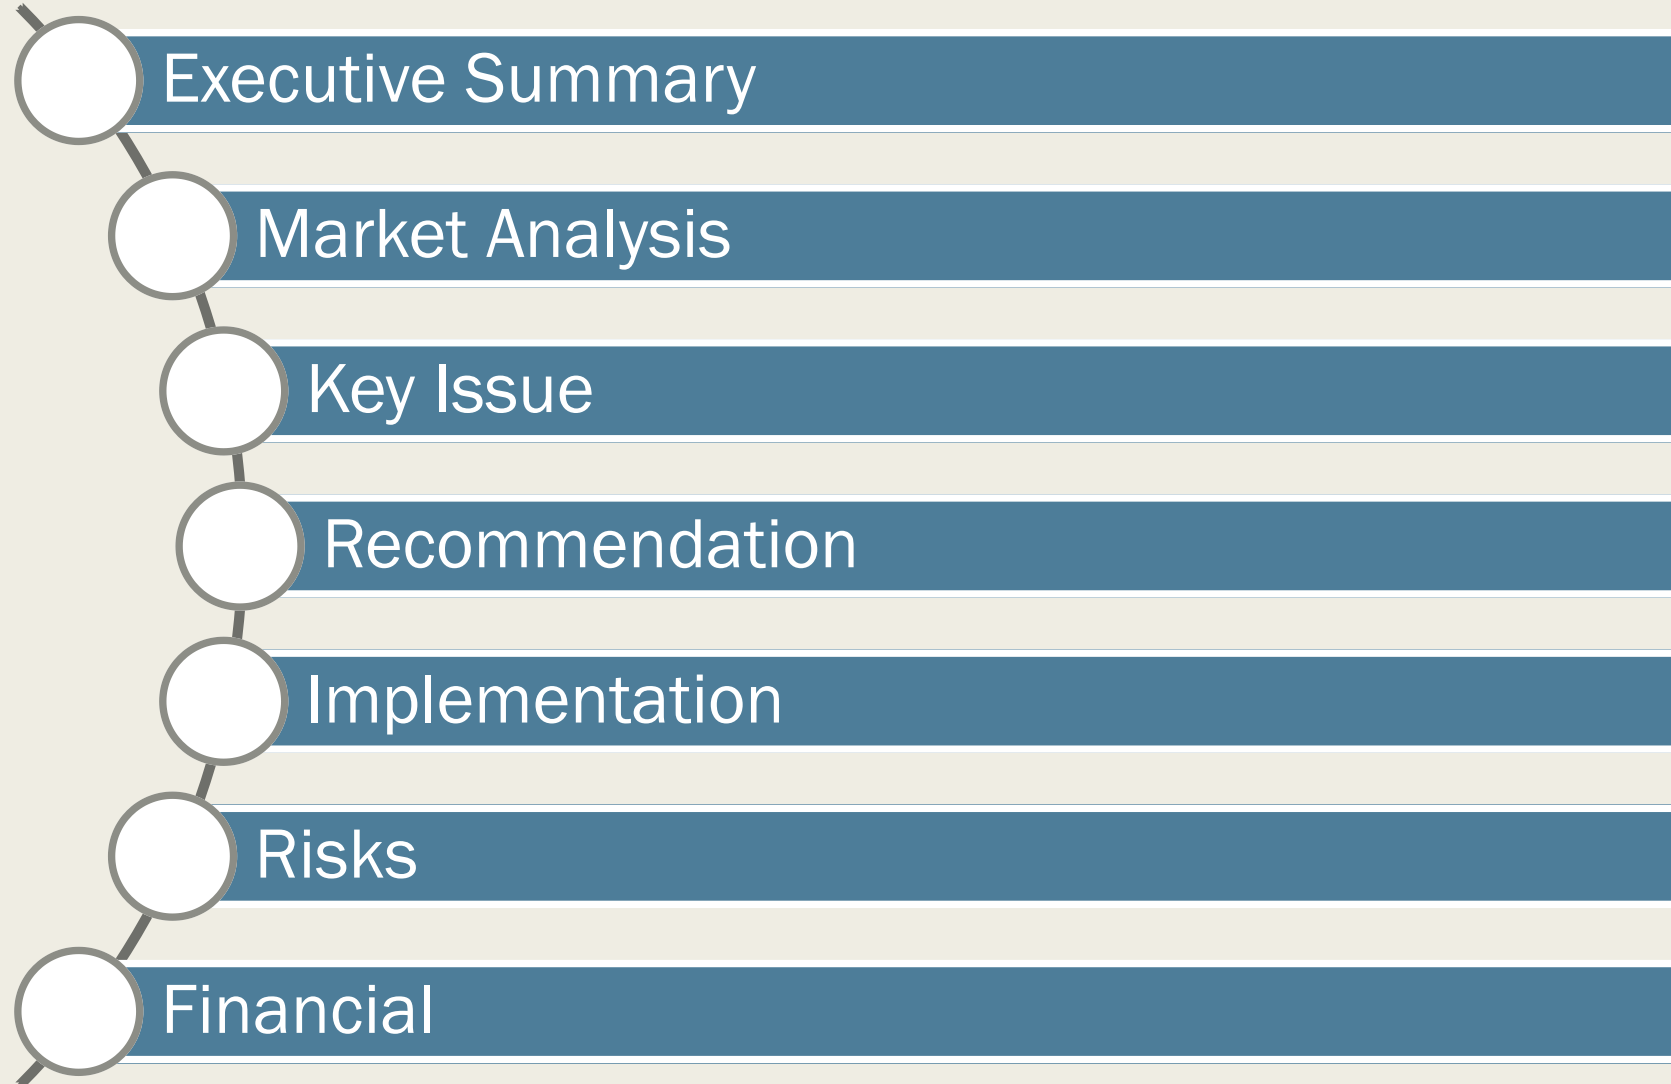 Executive Summary
Market Analysis
Key Issue
Recommendation
Implementation
Risks
Financial